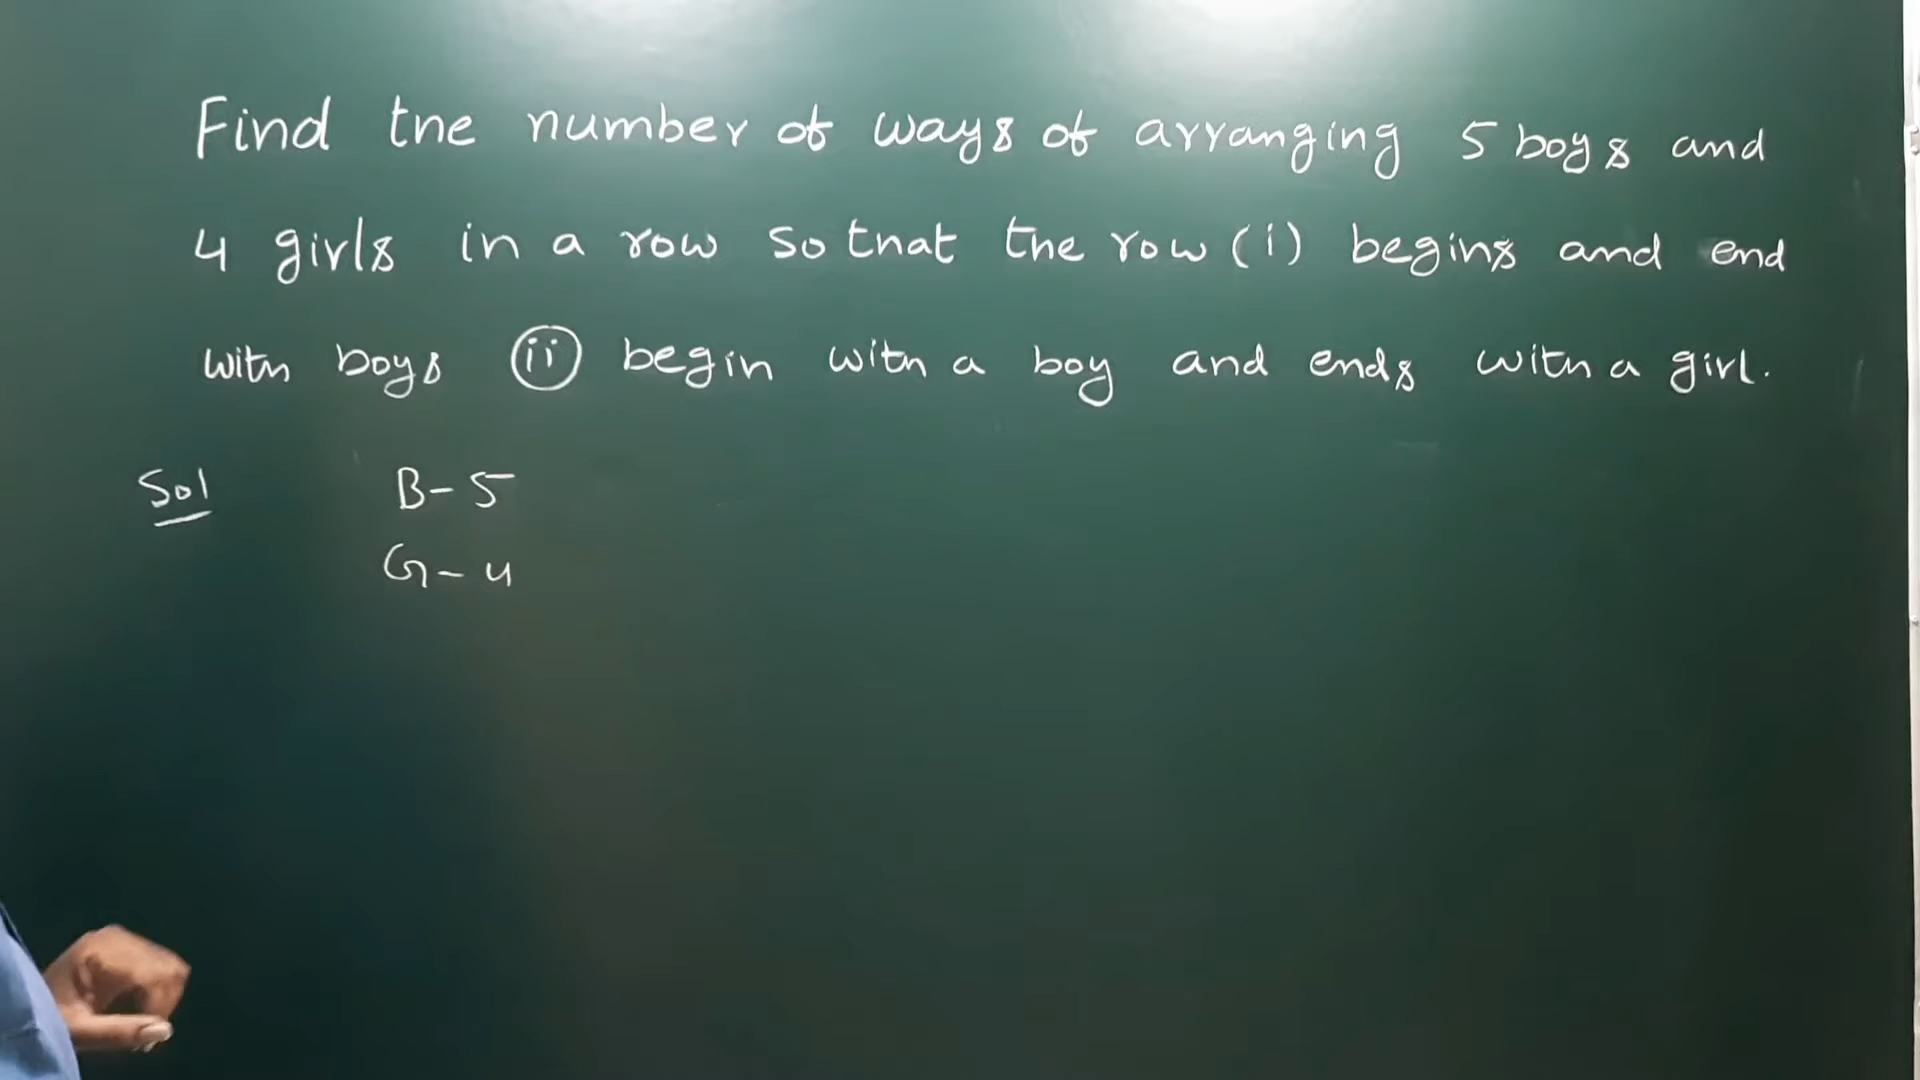 Find the number of ways of arranging 5 boys and
4 girls in a row so that the row (i) begins and end
with boys (ii) begin with a boy and ends with a girl.
Sol B- 5
G- 4